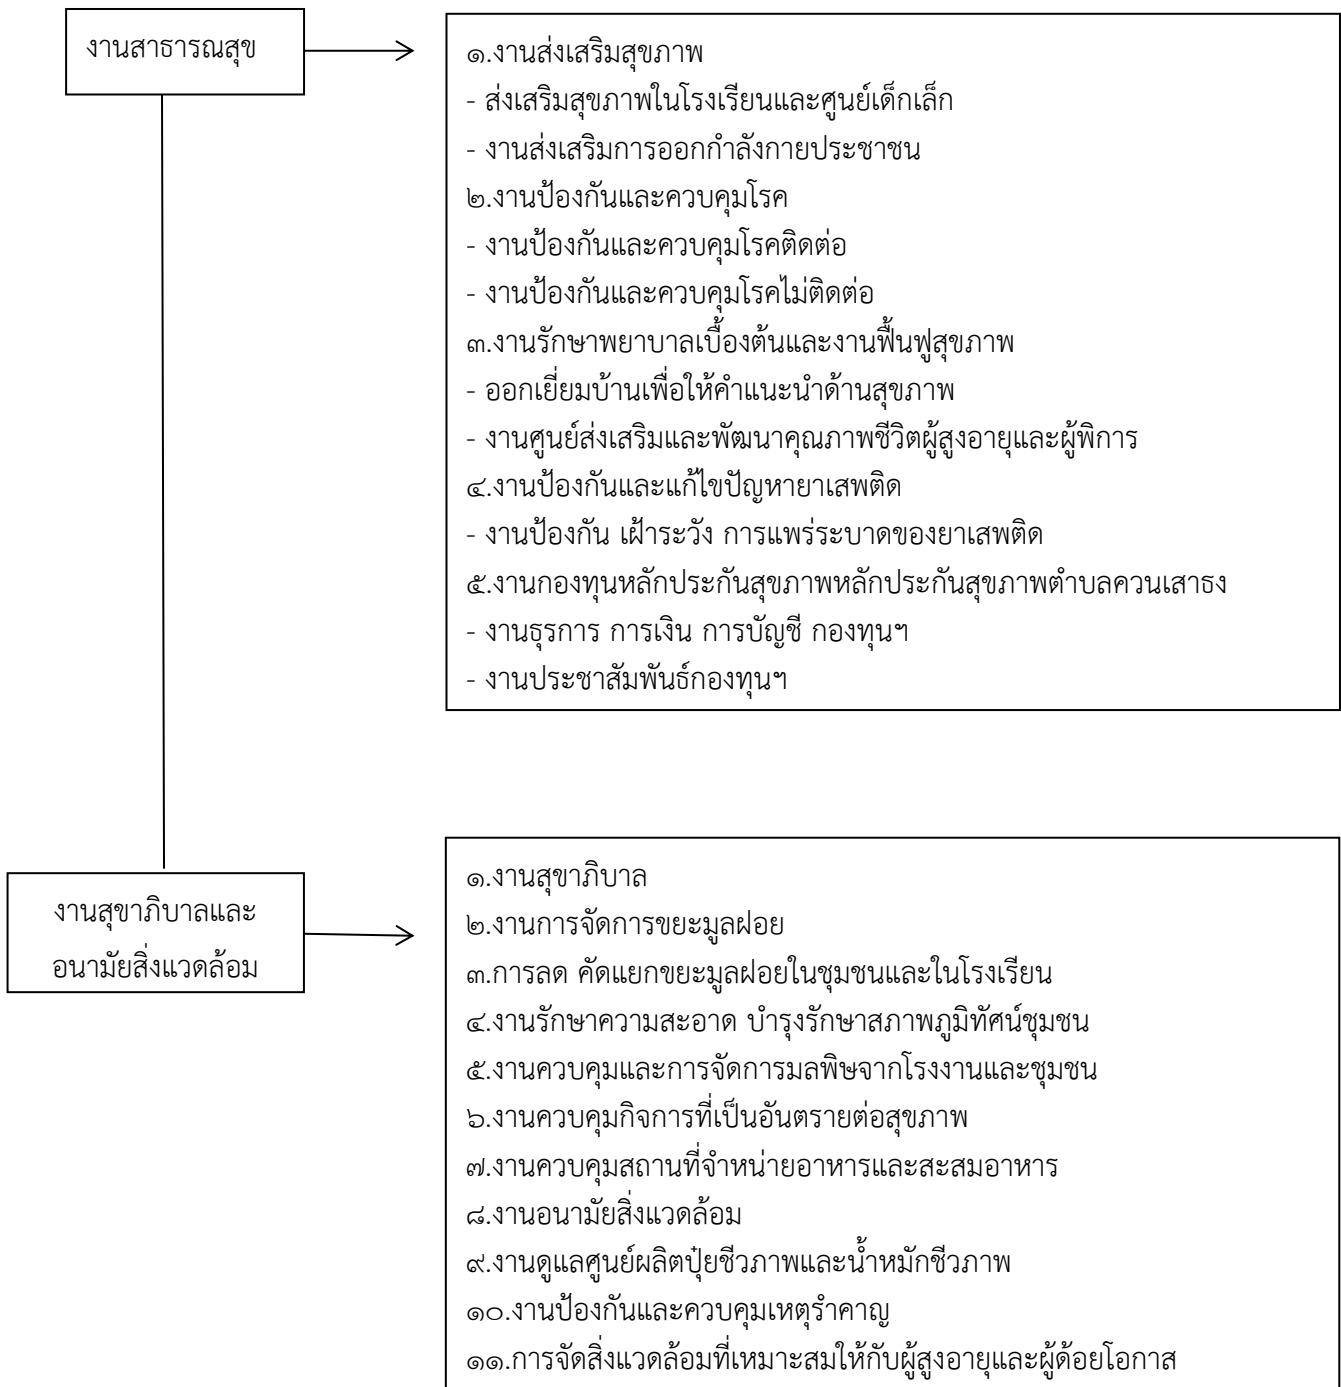 งานสาธารณสุข
๑.งานส่งเสริมสุขภาพ
- ส่งเสริมสุขภาพในโรงเรียนและศูนย์เด็กเล็ก
- งานส่งเสริมการออกกำลังกายประชาชน
๒.งานป้องกันและควบคุมโรค
- งานป้องกันและควบคุมโรคติดต่อ
- งานป้องกันและควบคุมโรคไม่ติดต่อ
๓.งานรักษาพยาบาลเบื้องต้นและงานฟื้นฟูสุขภาพ
- ออกเยี่ยมบ้านเพื่อให้คำแนะนำด้านสุขภาพ
- งานศูนย์ส่งเสริมและพัฒนาคุณภาพชีวิตผู้สูงอายุและผู้พิการ
๔.งานป้องกันและแก้ไขปัญหายาเสพติด
- งานป้องกัน เฝ้าระวัง การแพร่ระบาดของยาเสพติด
๕.งานกองทุนหลักประกันสุขภาพหลักประกันสุขภาพตำบลควนเสาธง
- งานธุรการ การเงิน การบัญชี กองทุนฯ
- งานประชาสัมพันธ์กองทุนฯ
งานสุขาภิบาลและ
อนามัยสิ่งแวดล้อม
๑.งานสุขาภิบาล
๒.งานการจัดการขยะมูลฝอย
๓.การลด คัดแยกขยะมูลฝอยในชุมชนและในโรงเรียน
๔.งานรักษาความสะอาด บำรุงรักษาสภาพภูมิทัศน์ชุมชน
๕.งานควบคุมและการจัดการมลพิษจากโรงงานและชุมชน
๖.งานควบคุมกิจการที่เป็นอันตรายต่อสุขภาพ
๗.งานควบคุมสถานที่จำหน่ายอาหารและสะสมอาหาร
๘.งานอนามัยสิ่งแวดล้อม
๙.งานดูแลศูนย์ผลิตปุ๋ยชีวภาพและน้ำหมักชีวภาพ
๑๐.งานป้องกันและควบคุมเหตุรำคาญ
๑๑.การจัดสิ่งแวดล้อมที่เหมาะสมให้กับผู้สูงอายุและผู้ด้อยโอกาส